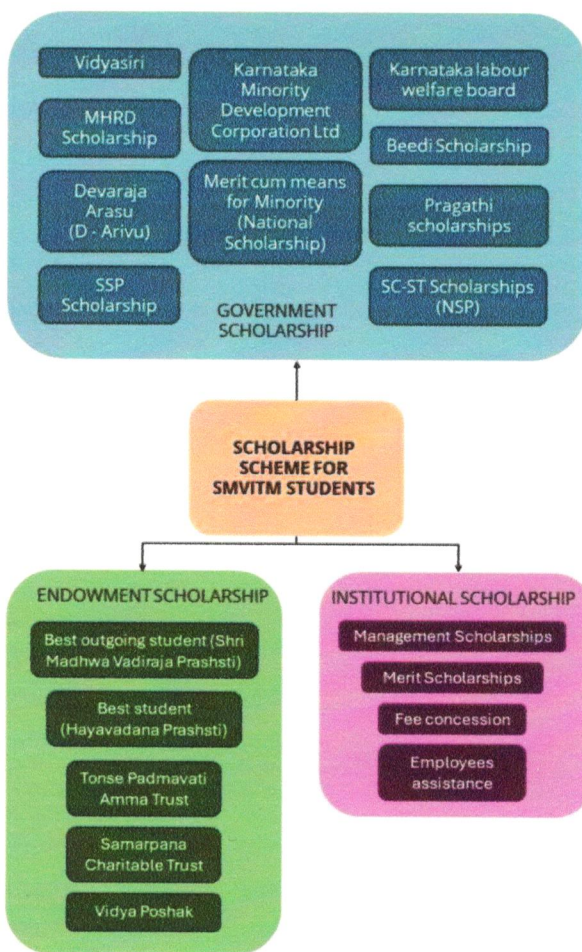 Vidyasiri
MHRD
Scholarship
Devaraja
Arasu
(D - Arivu)
SSP
Scholarship
Karnataka
Minority
Development
Corporation Ltd
Merit cum means
for Minority
(National
Scholarship)
Karnataka labour
welfare board
Beedi Scholarship
Pragathi
scholarships
SC-ST Scholarships
(NSP)
GOVERNMENT
SCHOLARSHIP
SCHOLARSHIP
SCHEME FOR
SMVITM STUDENTS
ENDOWMENT SCHOLARSHIP
Best outgoing student (Shri
Madhwa Vadiraja Prashsti)
Best student
(Hayavadana Prashsti)
Tonse Padmavati
Amma Trust
Samarpana
Charitable Trust
Vidya Poshak
INSTITUTIONAL SCHOLARSHIP
Management Scholarships
Merit Scholarships
Fee concession
Employees
assistance